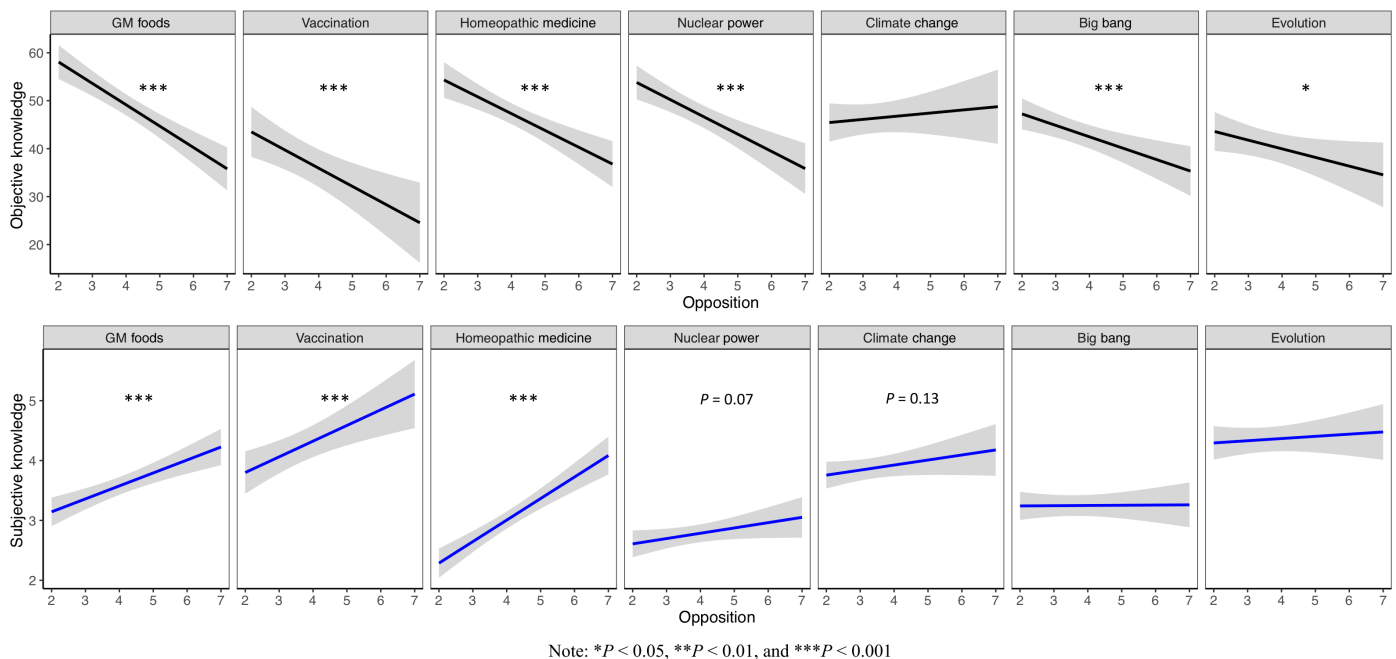 GM foods Vaccination Homeopathic medicine Nuclear power Climate change Big bang Evolution
60
50
40
30
20
Objective knowledge
*** *** *** *** *** *
2 3 4 5 6 7 2 3 4 5 6 7 2 3 4 5 6 7 2 3 4 5 6 7 2 3 4 5 6 7 2 3 4 5 6 7 2 3 4 5 6 7
Opposition
GM foods Vaccination Homeopathic medicine Nuclear power Climate change Big bang Evolution
5
4
3
2
Subjective knowledge
*** *** *** P = 0.07 P = 0.13
2 3 4 5 6 7 2 3 4 5 6 7 2 3 4 5 6 7 2 3 4 5 6 7 2 3 4 5 6 7 2 3 4 5 6 7 2 3 4 5 6 7
Opposition
Note: *P < 0.05, **P < 0.01, and ***P < 0.001